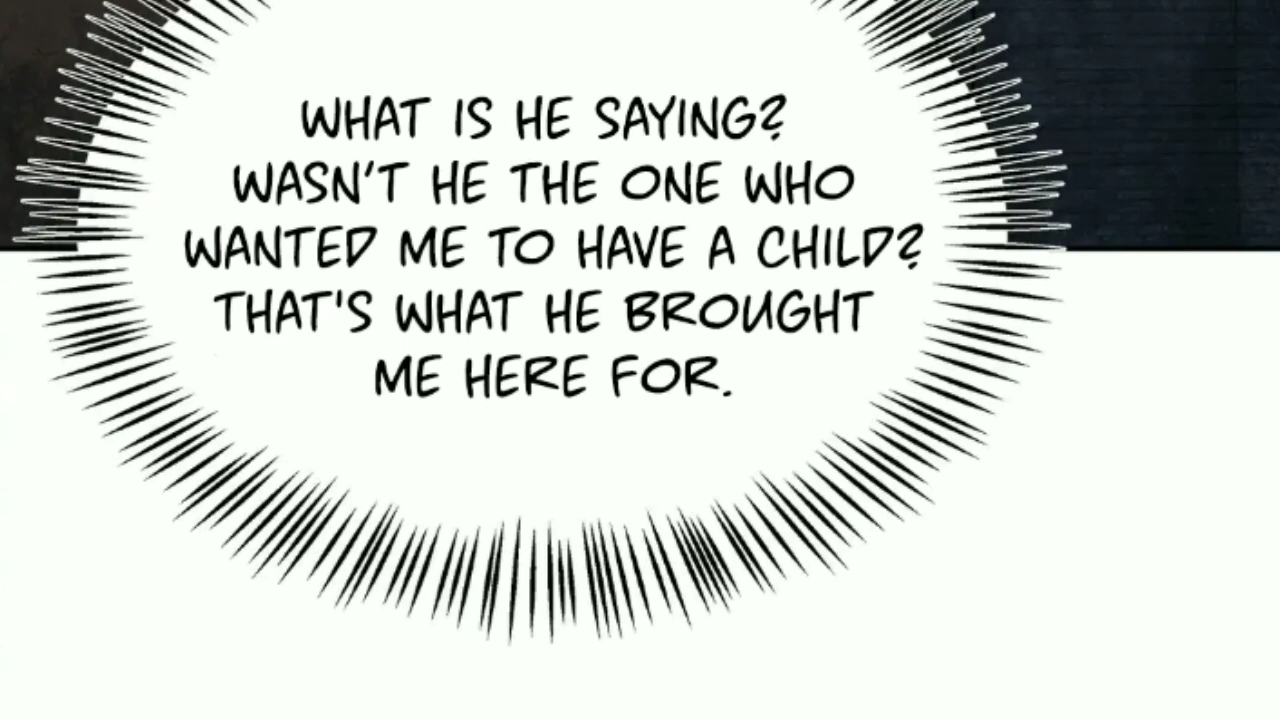 WHAT IS HE SAYING?
WASN'T HE THE ONE WHO
WANTED ME TO HAVE A CHILD?
THAT'S WHAT HE BROUGHT
ME HERE FOR.